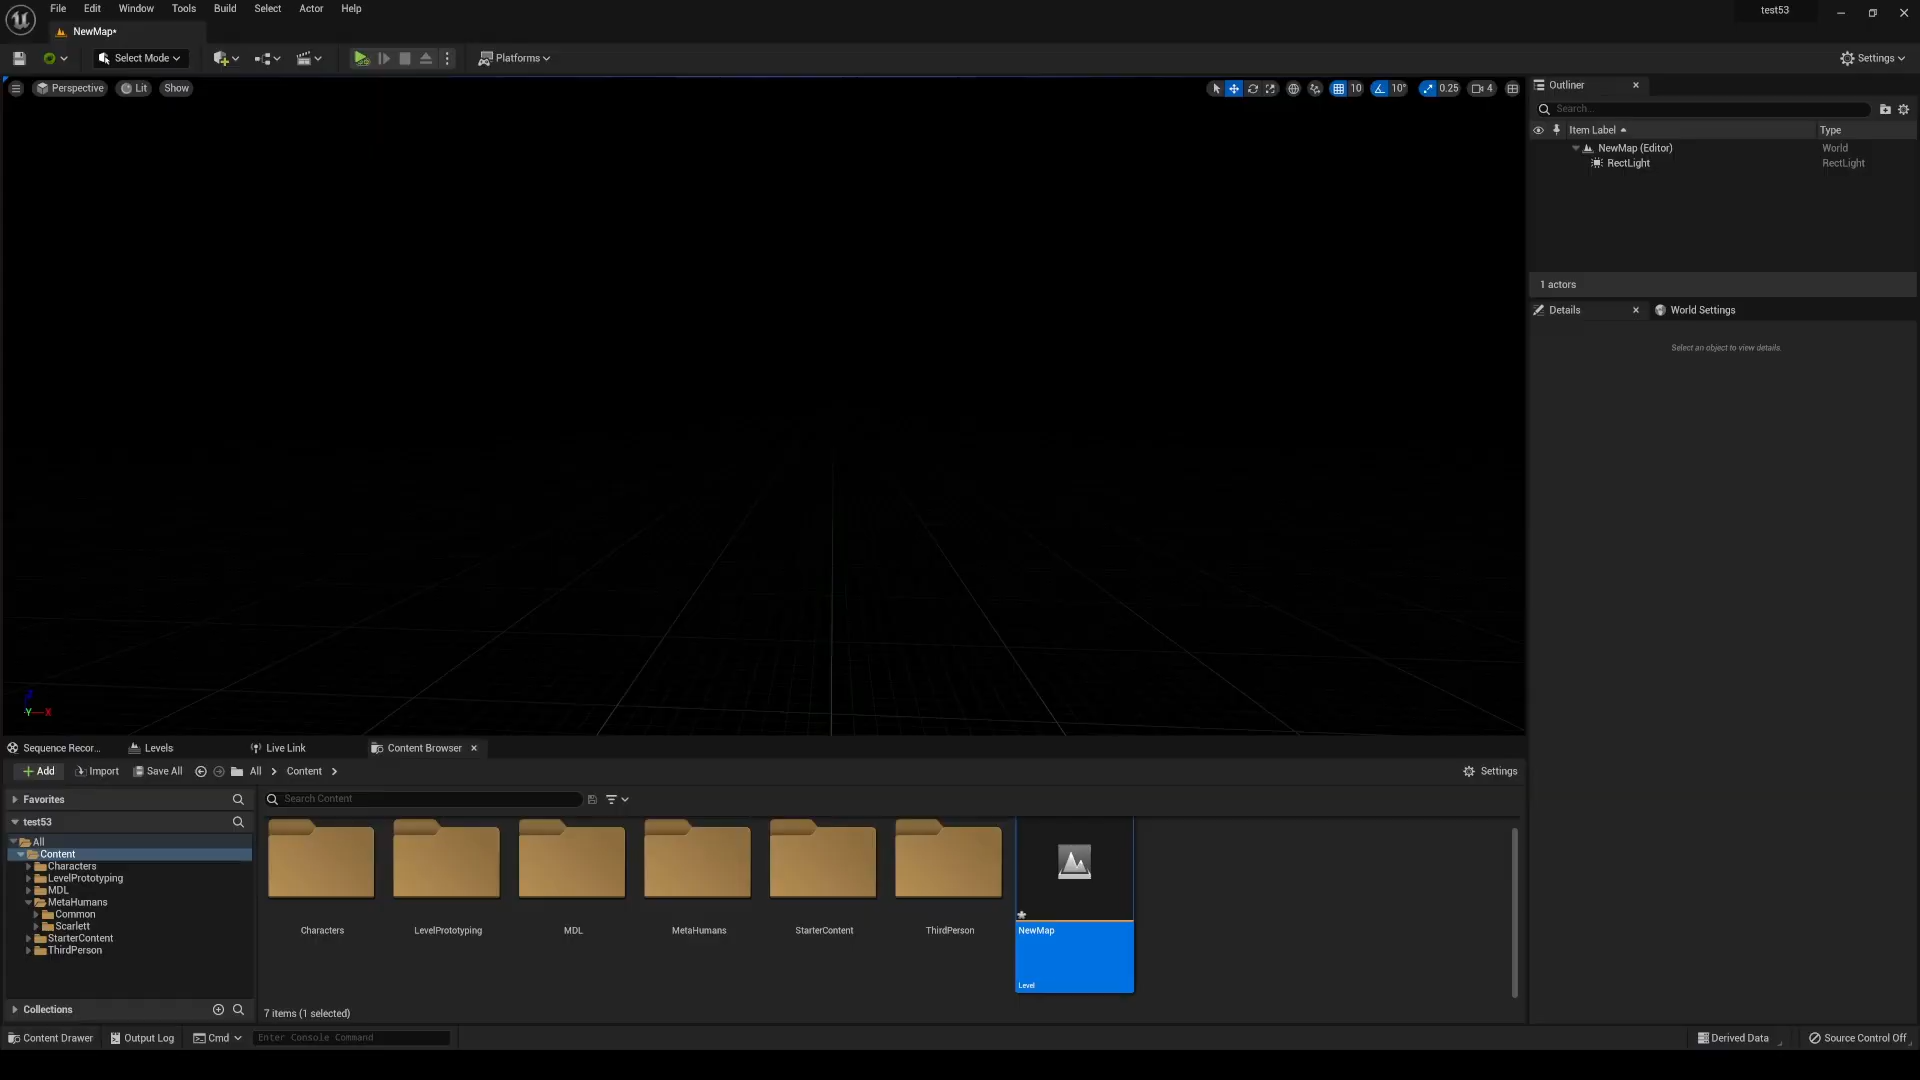 File Edit Window Tools Build Select Actor Help
test53
NewMap*
Select Mode
Platforms
Settings
Perspective
Lit
Show
10
10°
0.25
4
Outliner
Search...
Item Label
Type
NewMap (Editor)
World
RectLight
RectLight
1 actors
Details
World Settings
Select an object to view details.
Z
Y
X
Sequence Recor...
Levels
Live Link
Content Browser
Add
Import
Save All
All
Content
Settings
Favorites
Search Content
test53
All
Content
Characters
LevelPrototyping
MDL
MetaHumans
Common
Scarlett
StarterContent
ThirdPerson
Characters
LevelPrototyping
MDL
MetaHumans
StarterContent
ThirdPerson
NewMap
Level
Collections
7 items (1 selected)
Content Drawer
Output Log
Cmd
Enter Console Command
Derived Data
Source Control Off